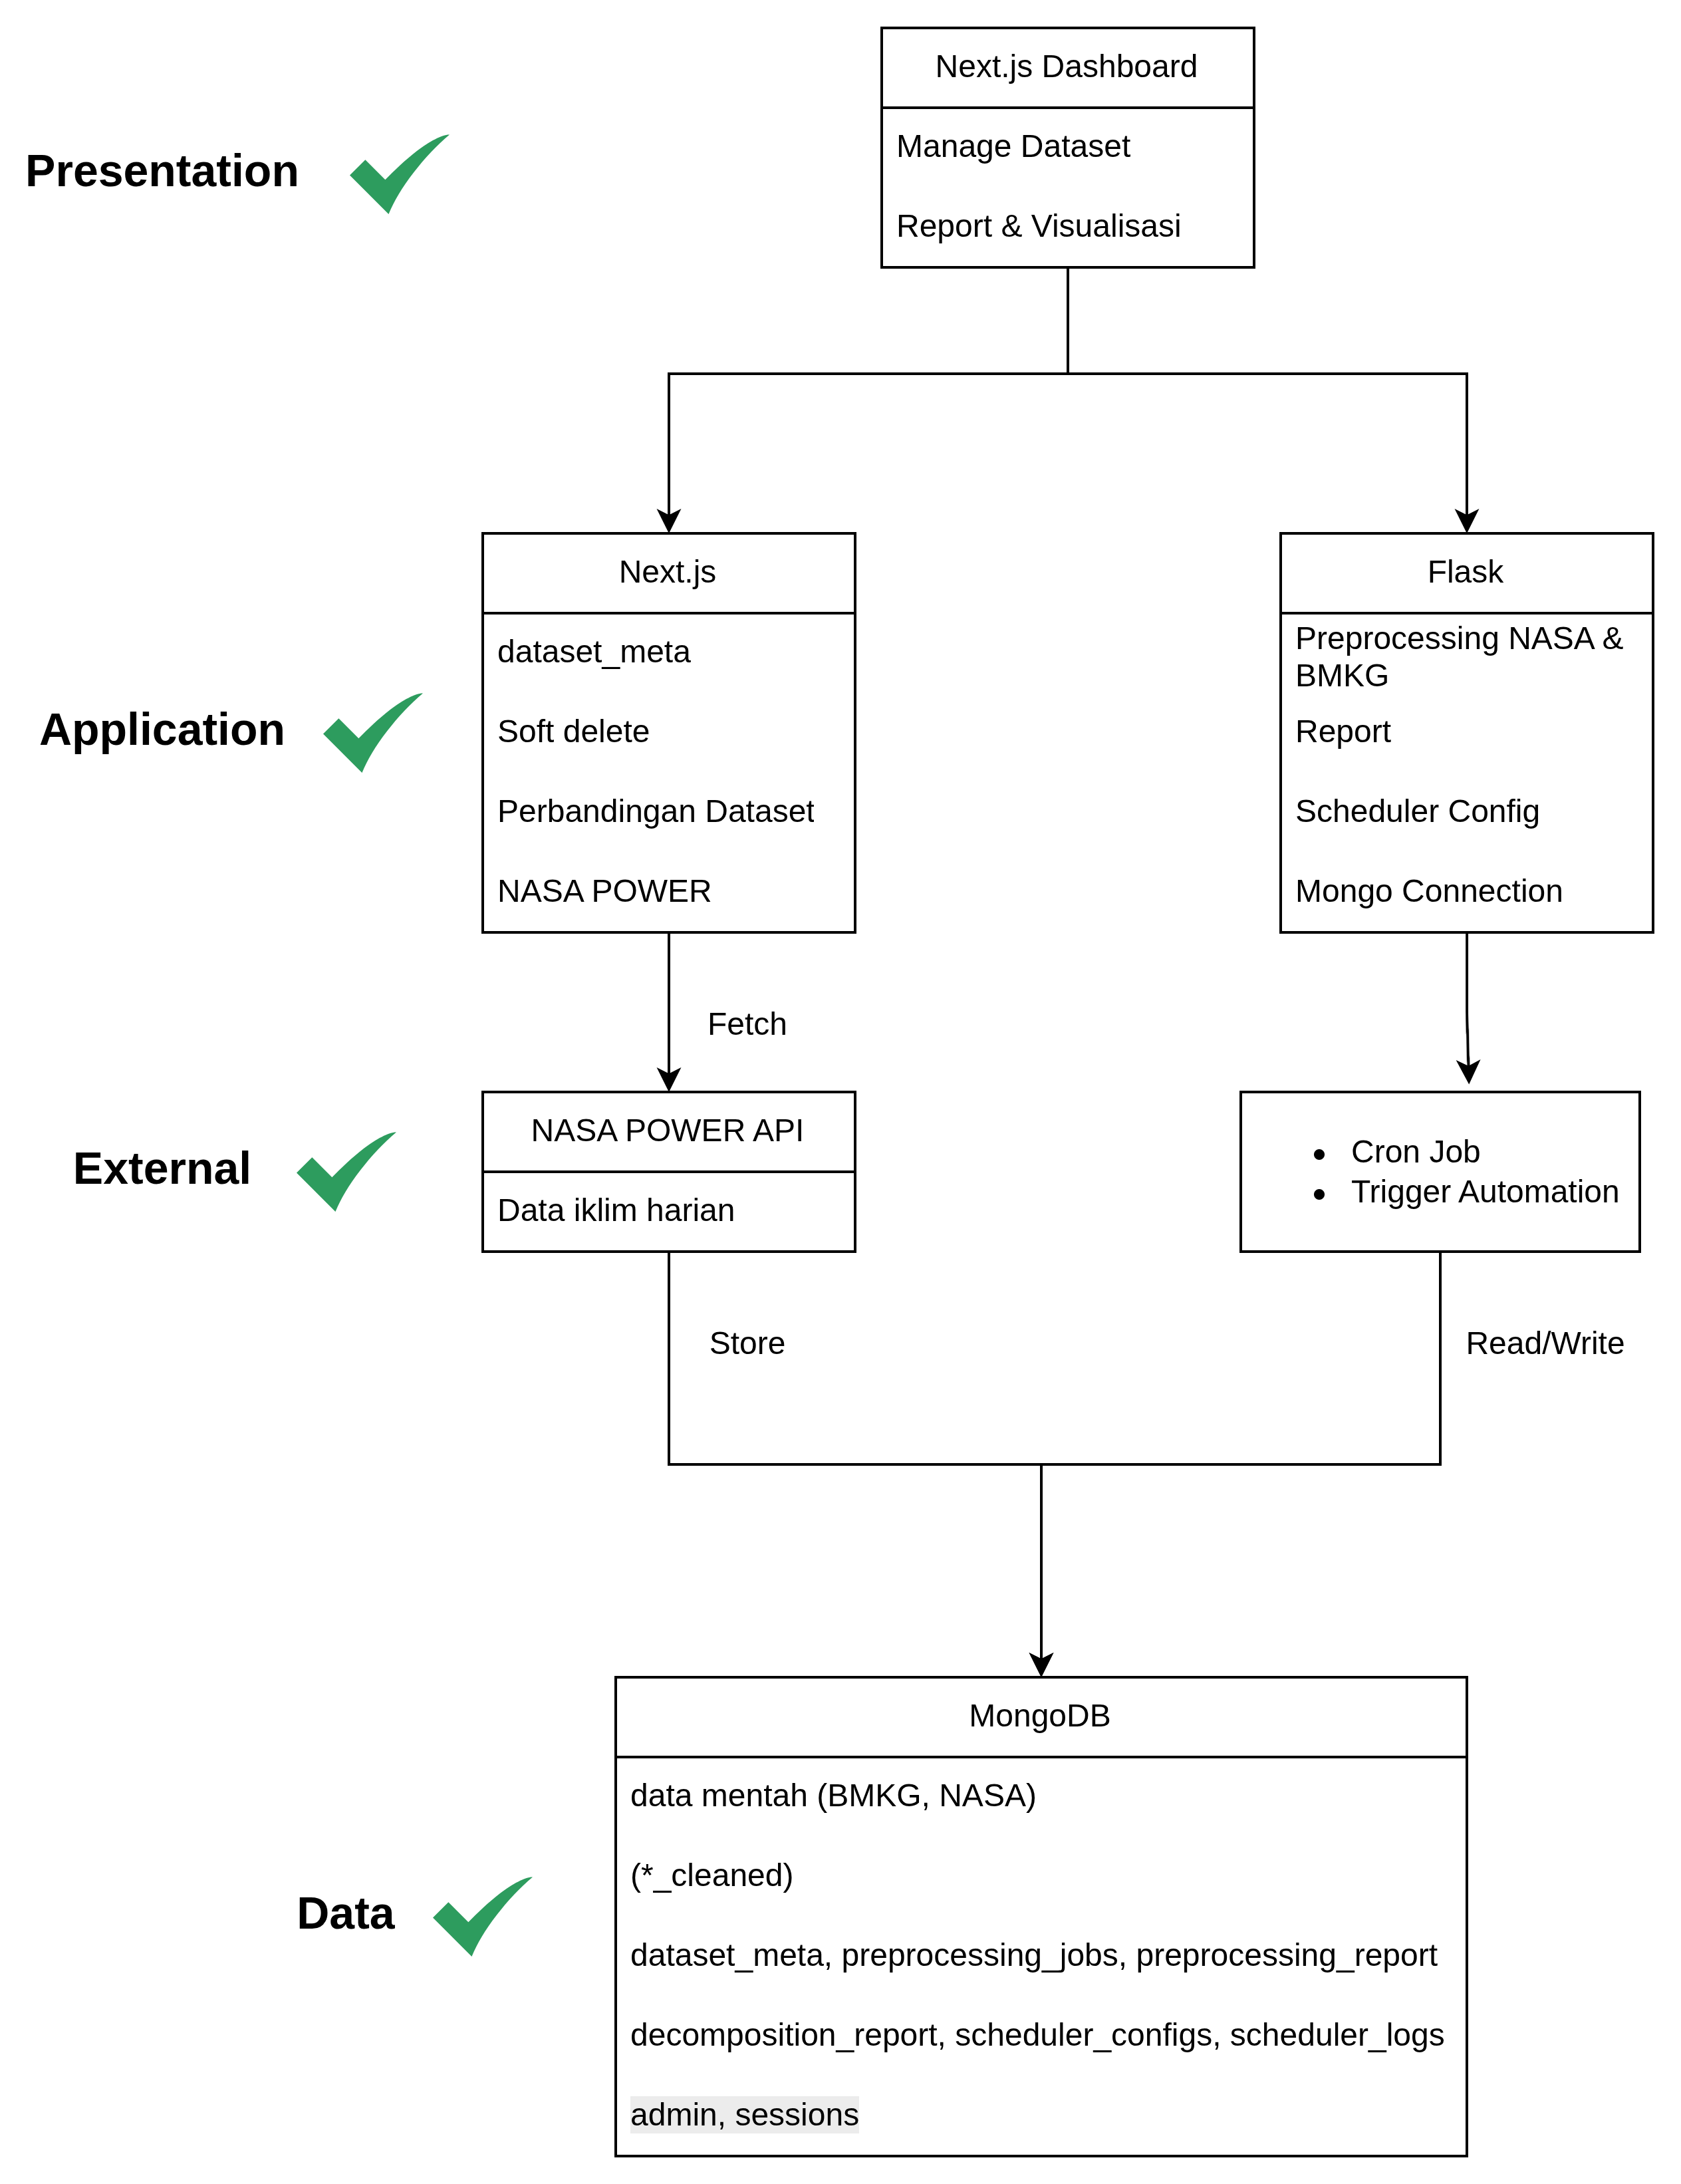 Next.js Dashboard
Presentation
Manage Dataset
Report & Visualisasi
Next.js
Flask
Application
dataset_meta
Soft delete
Perbandingan Dataset
NASA POWER
Preprocessing NASA &
BMKG
Report
Scheduler Config
Mongo Connection
Fetch
External
NASA POWER API
Data iklim harian
Cron Job
Trigger Automation
Store
Read/Write
MongoDB
Data
data mentah (BMKG, NASA)
(*_cleaned)
dataset_meta, preprocessing_jobs, preprocessing_report
decomposition_report, scheduler_configs, scheduler_logs
admin, sessions